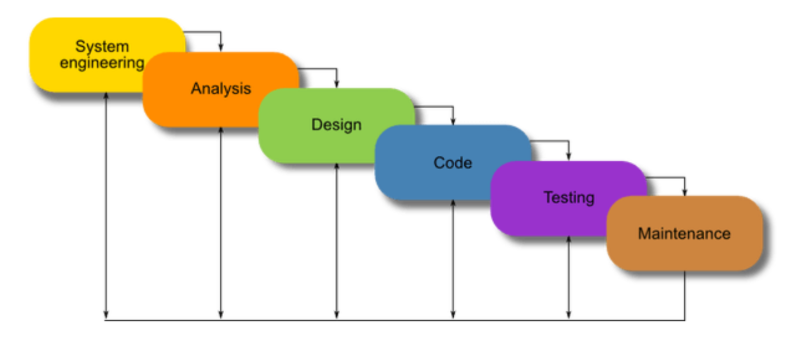 System
engineering
Analysis
Design
Code
Testing
Maintenance